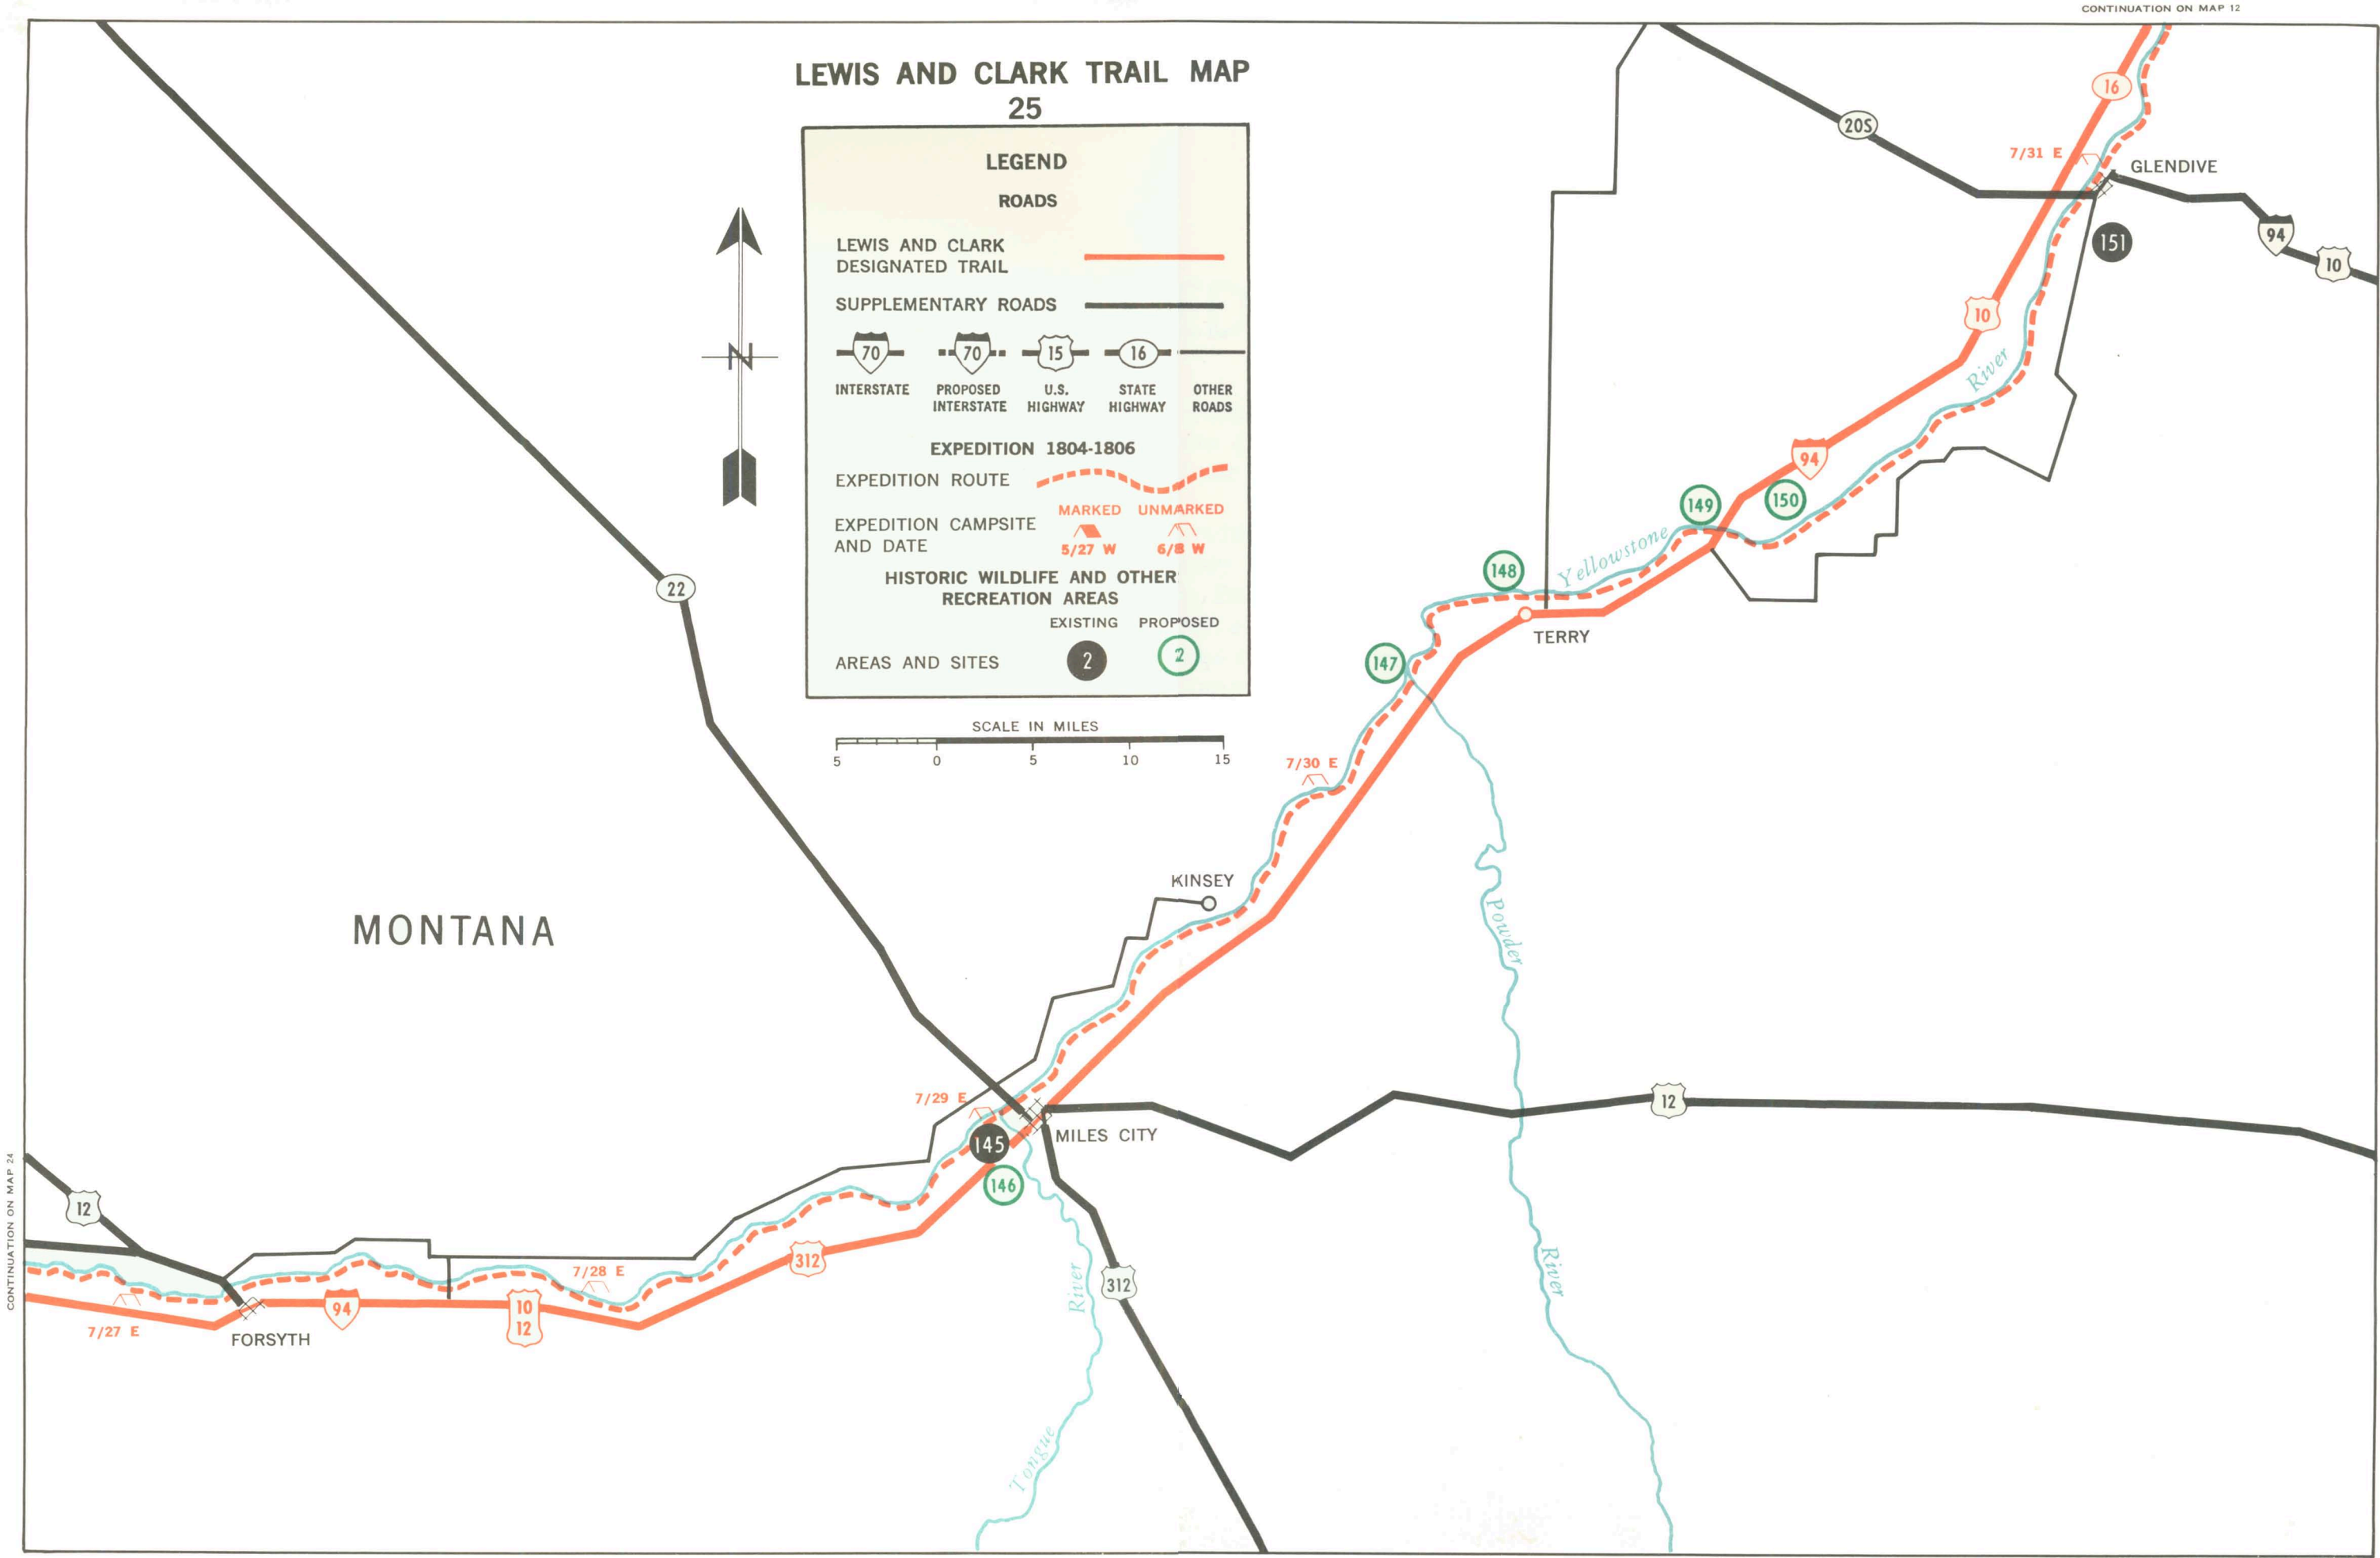 CONTINUATION ON MAP 12
LEWIS AND CLARK TRAIL MAP
25
LEGEND
ROADS
LEWIS AND CLARK
DESIGNATED TRAIL
SUPPLEMENTARY ROADS
70
70
15
16
INTERSTATE
PROPOSED
INTERSTATE
U.S.
HIGHWAY
STATE
HIGHWAY
OTHER
ROADS
EXPEDITION 1804-1806
EXPEDITION ROUTE
EXPEDITION CAMPSITE
AND DATE
MARKED
UNMARKED
5/27 W
6/8 W
HISTORIC WILDLIFE AND OTHER
RECREATION AREAS
EXISTING
PROPOSED
AREAS AND SITES
2
2
SCALE IN MILES
5
0
5
10
15
N
16
20S
7/31 E
GLENDIVE
151
94
10
10
River
94
150
149
Yellowstone
148
TERRY
147
22
7/30 E
KINSEY
Powder
MONTANA
7/29 E
12
MILES CITY
145
146
CONTINUATION ON MAP 24
12
312
7/28 E
River
312
River
94
10
12
7/27 E
FORSYTH
Tongue